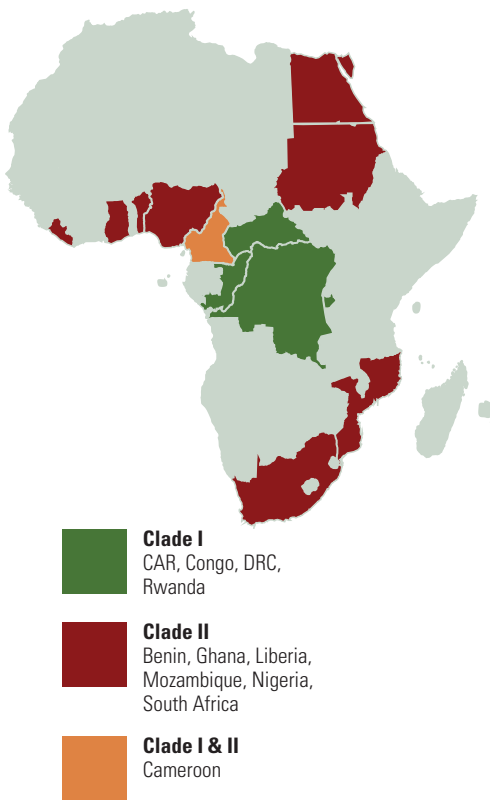 Clade I
CAR, Congo, DRC,
Rwanda
Clade II
Benin, Ghana, Liberia,
Mozambique, Nigeria,
South Africa
Clade I & II
Cameroon